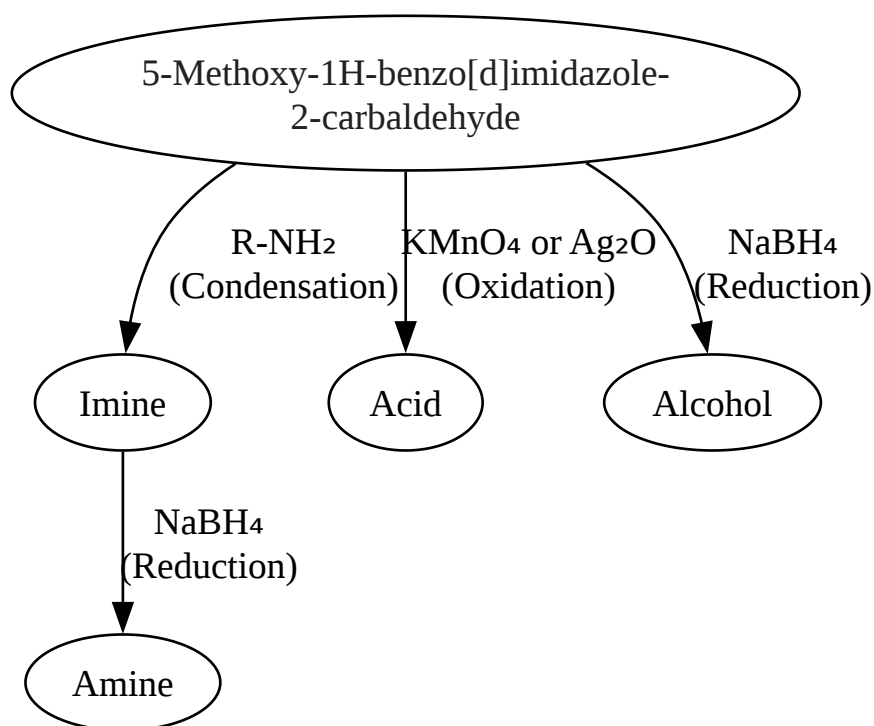 5-Methoxy-1H-benzo[d]imidazole-
2-carbaldehyde
R-NH₂
(Condensation)
KMnO₄ or Ag₂O
(Oxidation)
NaBH₄
(Reduction)
Imine
Acid
Alcohol
NaBH₄
(Reduction)
Amine